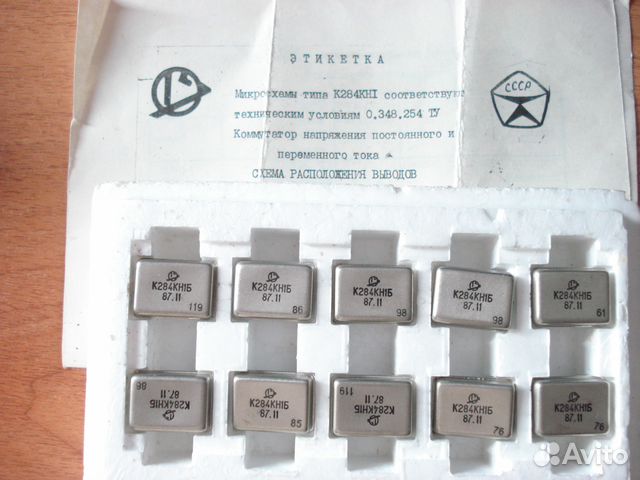 ЭТИКЕТКА
Микросхемы типа К284КН1 соответствуют
техническим условиям 0.348.254 ТУ
Коммутатор напряжения постоянного и
переменного тока
СХЕМА РАСПОЛОЖЕНИЯ ВЫВОДОВ
СССР
К284КН1Б
87.11
119
К284КН1Б
87.11
86
К284КН1Б
87.11
98
К284КН1Б
87.11
98
К284КН1Б
87.11
61
К284КН1Б
87.11
86
К284КН1Б
87.11
85
К284КН1Б
87.11
119
К284КН1Б
87.11
76
К284КН1Б
87.11
76
Avito